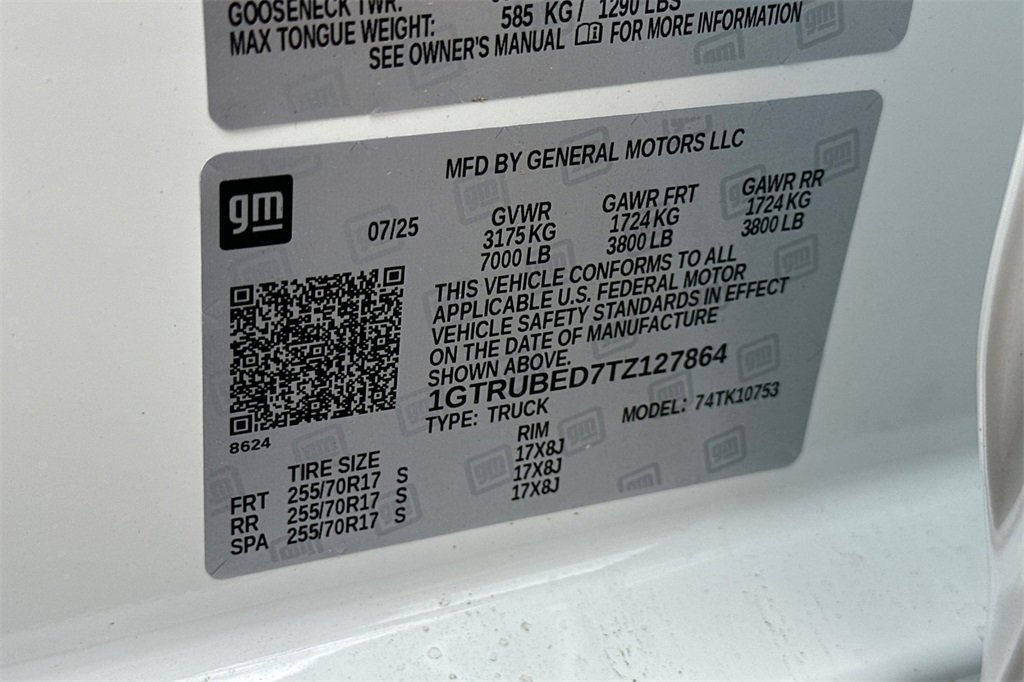 GOOSENECK TWR:
MAX TONGUE WEIGHT: 585 KG / 1290 LBS
SEE OWNER'S MANUAL FOR MORE INFORMATION
MFD BY GENERAL MOTORS LLC
gm
07/25
GVWR GAWR FRT GAWR RR
3175 KG 1724 KG 1724 KG
7000 LB 3800 LB 3800 LB
THIS VEHICLE CONFORMS TO ALL
APPLICABLE U.S. FEDERAL MOTOR
VEHICLE SAFETY STANDARDS IN EFFECT
ON THE DATE OF MANUFACTURE
SHOWN ABOVE.
1GTRUBED7TZ127864
TYPE: TRUCK MODEL: 74TK10753
8624
TIRE SIZE RIM
FRT 255/70R17 S 17X8J
RR 255/70R17 S 17X8J
SPA 255/70R17 S 17X8J